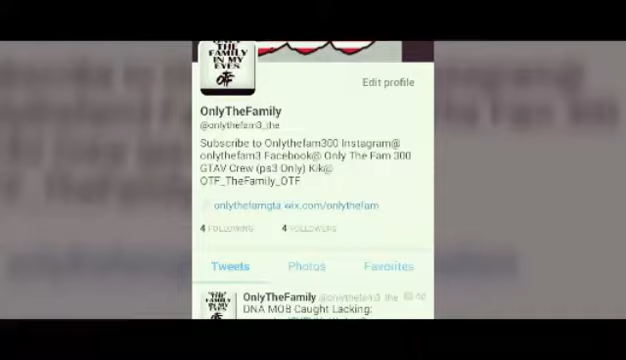 ONLY
THE
FAMILY
IN MY
EYES
OTF
Edit profile
OnlyTheFamily
@onlythefam3_the
Subscribe to Onlythefam300 Instagram@
onlythefam3 Facebook@ Only The Fam 300
GTAV Crew (ps3 Only) Kik@
OTF_TheFamily_OTF
onlythefamgta.wix.com/onlythefam
4 FOLLOWING 4 FOLLOWERS
Tweets Photos Favorites
OnlyTheFamily @onlythefam3_the
DNA MOB Caught Lacking: